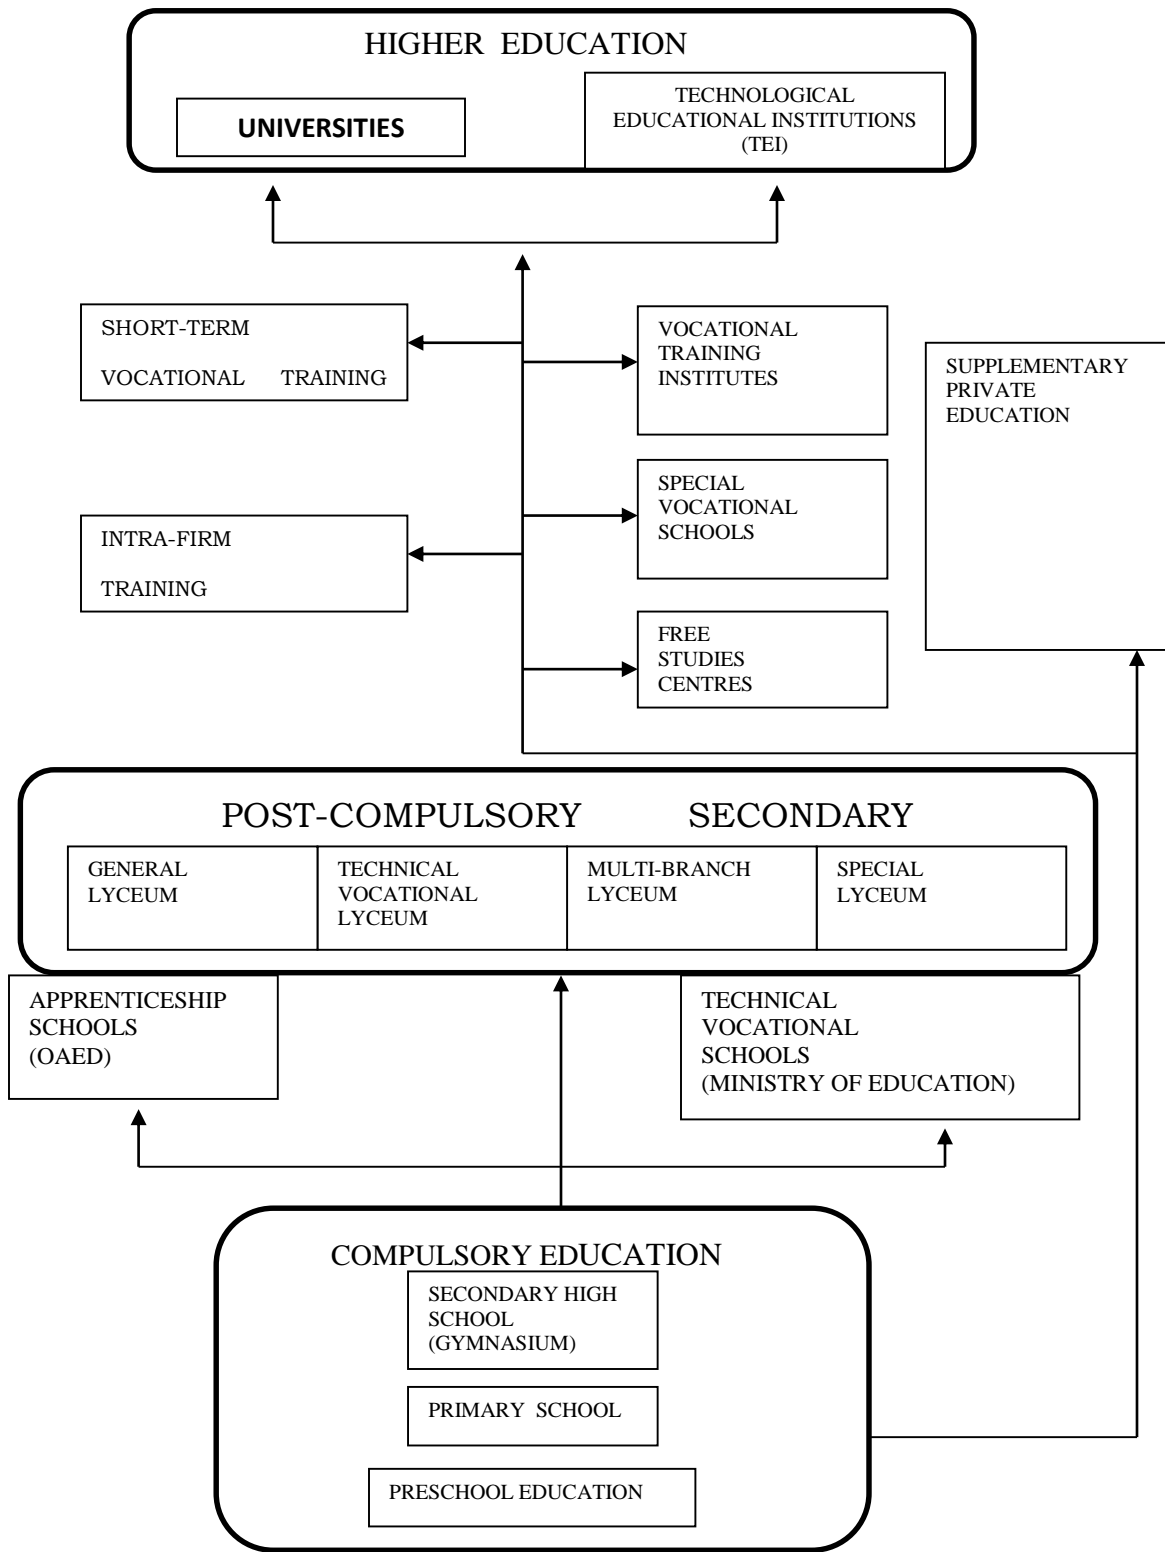 HIGHER EDUCATION
UNIVERSITIES
TECHNOLOGICAL
EDUCATIONAL INSTITUTIONS
(TEI)
SHORT-TERM
VOCATIONAL TRAINING
VOCATIONAL
TRAINING
INSTITUTES
SUPPLEMENTARY
PRIVATE
EDUCATION
SPECIAL
VOCATIONAL
SCHOOLS
INTRA-FIRM
TRAINING
FREE
STUDIES
CENTRES
POST-COMPULSORY SECONDARY
GENERAL
LYCEUM
TECHNICAL
VOCATIONAL
LYCEUM
MULTI-BRANCH
LYCEUM
SPECIAL
LYCEUM
APPRENTICESHIP
SCHOOLS
(OAED)
TECHNICAL
VOCATIONAL
SCHOOLS
(MINISTRY OF EDUCATION)
COMPULSORY EDUCATION
SECONDARY HIGH
SCHOOL
(GYMNASIUM)
PRIMARY SCHOOL
PRESCHOOL EDUCATION